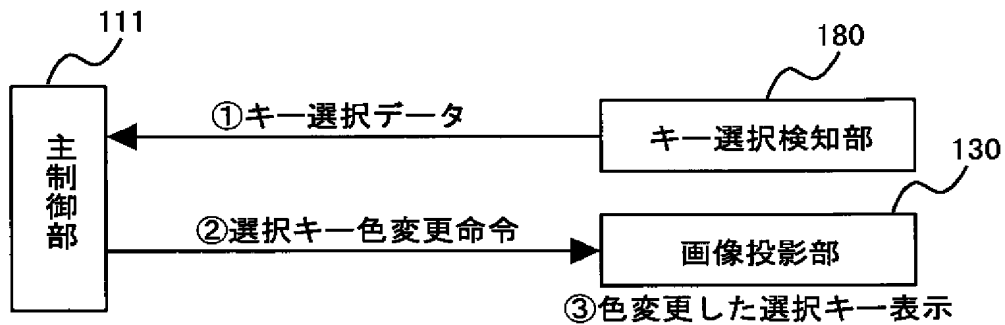 111
180
①キー選択データ
キー選択検知部
主制御部
130
②選択キー色変更命令
画像投影部
③色変更した選択キー表示